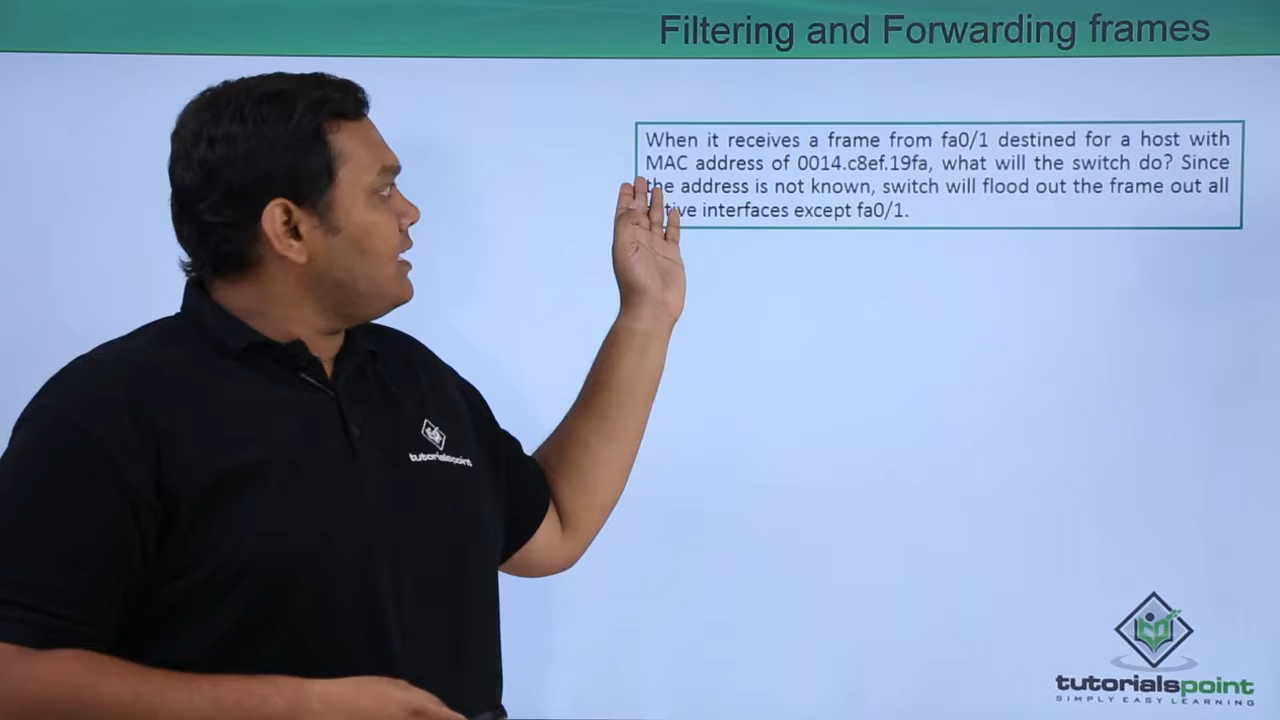 Filtering and Forwarding frames
When it receives a frame from fa0/1 destined for a host with
MAC address of 0014.c8ef.19fa, what will the switch do? Since
the address is not known, switch will flood out the frame out all
interfaces except fa0/1.
tutorialspoint
tutorialspoint
SIMPLY EASY LEARNING